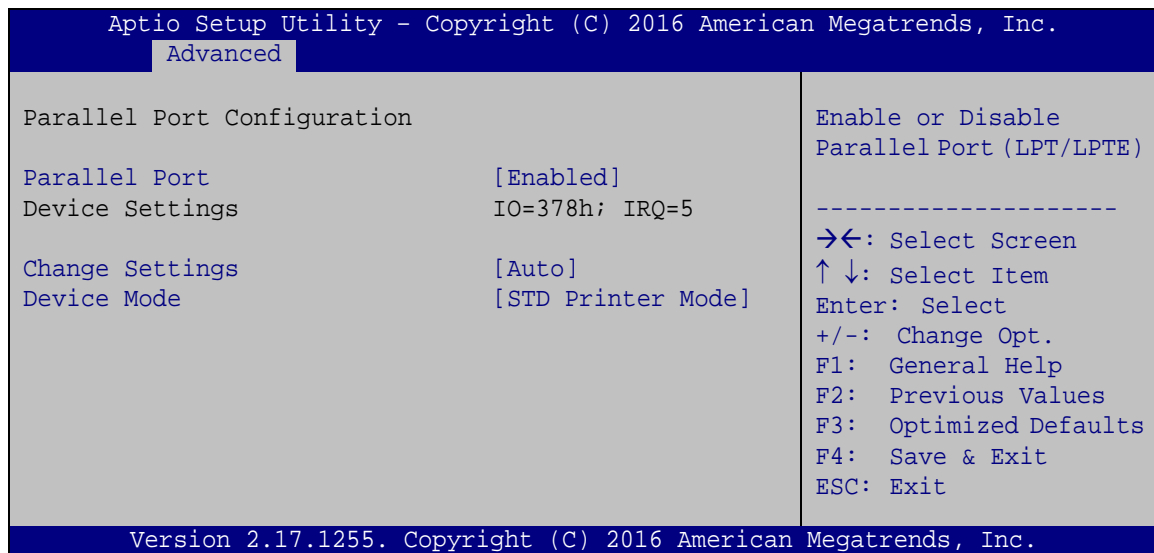 Aptio Setup Utility – Copyright (C) 2016 American Megatrends, Inc.
Advanced
Parallel Port Configuration
Parallel Port [Enabled]
Device Settings IO=378h; IRQ=5
Change Settings [Auto]
Device Mode [STD Printer Mode]
Enable or Disable
Parallel Port (LPT/LPTE)
---------------------
→←: Select Screen
↑ ↓: Select Item
Enter: Select
+/-: Change Opt.
F1: General Help
F2: Previous Values
F3: Optimized Defaults
F4: Save & Exit
ESC: Exit
Version 2.17.1255. Copyright (C) 2016 American Megatrends, Inc.